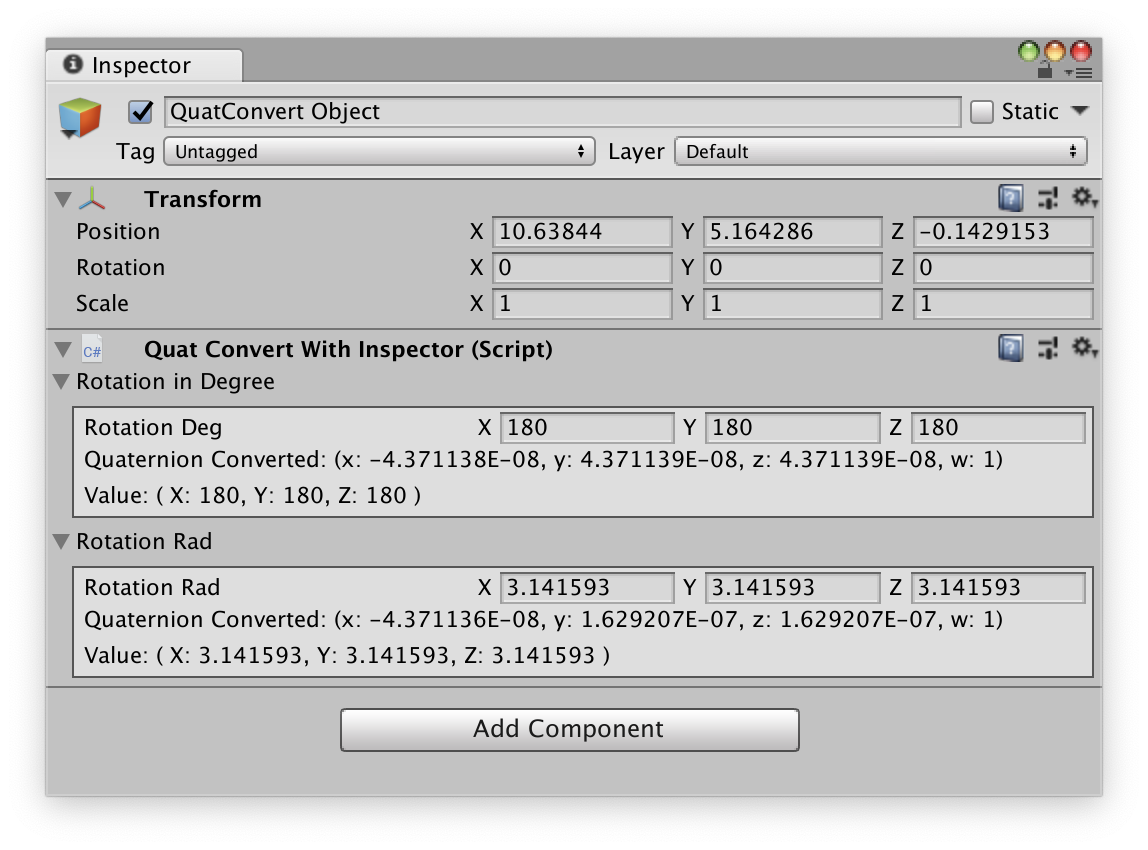 Inspector
QuatConvert Object Static
Tag Untagged Layer Default
Transform
Position X 10.63844 Y 5.164286 Z -0.1429153
Rotation X 0 Y 0 Z 0
Scale X 1 Y 1 Z 1
C# Quat Convert With Inspector (Script)
Rotation in Degree
Rotation Deg X 180 Y 180 Z 180
Quaternion Converted: (x: -4.371138E-08, y: 4.371139E-08, z: 4.371139E-08, w: 1)
Value: ( X: 180, Y: 180, Z: 180 )
Rotation Rad
Rotation Rad X 3.141593 Y 3.141593 Z 3.141593
Quaternion Converted: (x: -4.371136E-08, y: 1.629207E-07, z: 1.629207E-07, w: 1)
Value: ( X: 3.141593, Y: 3.141593, Z: 3.141593 )
Add Component